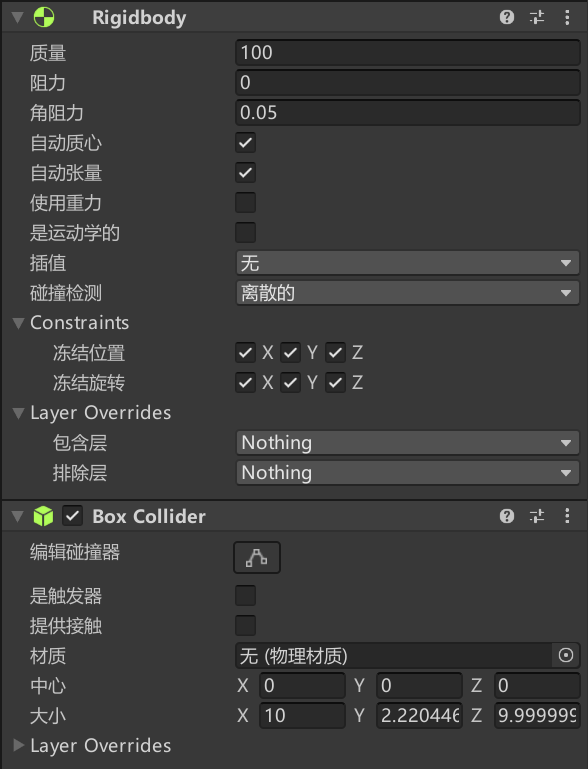 Rigidbody
质量 100
阻力 0
角阻力 0.05
自动质心
自动张量
使用重力
是运动学的
插值 无
碰撞检测 离散的
Constraints
冻结位置 X Y Z
冻结旋转 X Y Z
Layer Overrides
包含层 Nothing
排除层 Nothing
Box Collider
编辑碰撞器
是触发器
提供接触
材质 无 (物理材质)
中心 X 0 Y 0 Z 0
大小 X 10 Y 2.220446 Z 9.999999
Layer Overrides